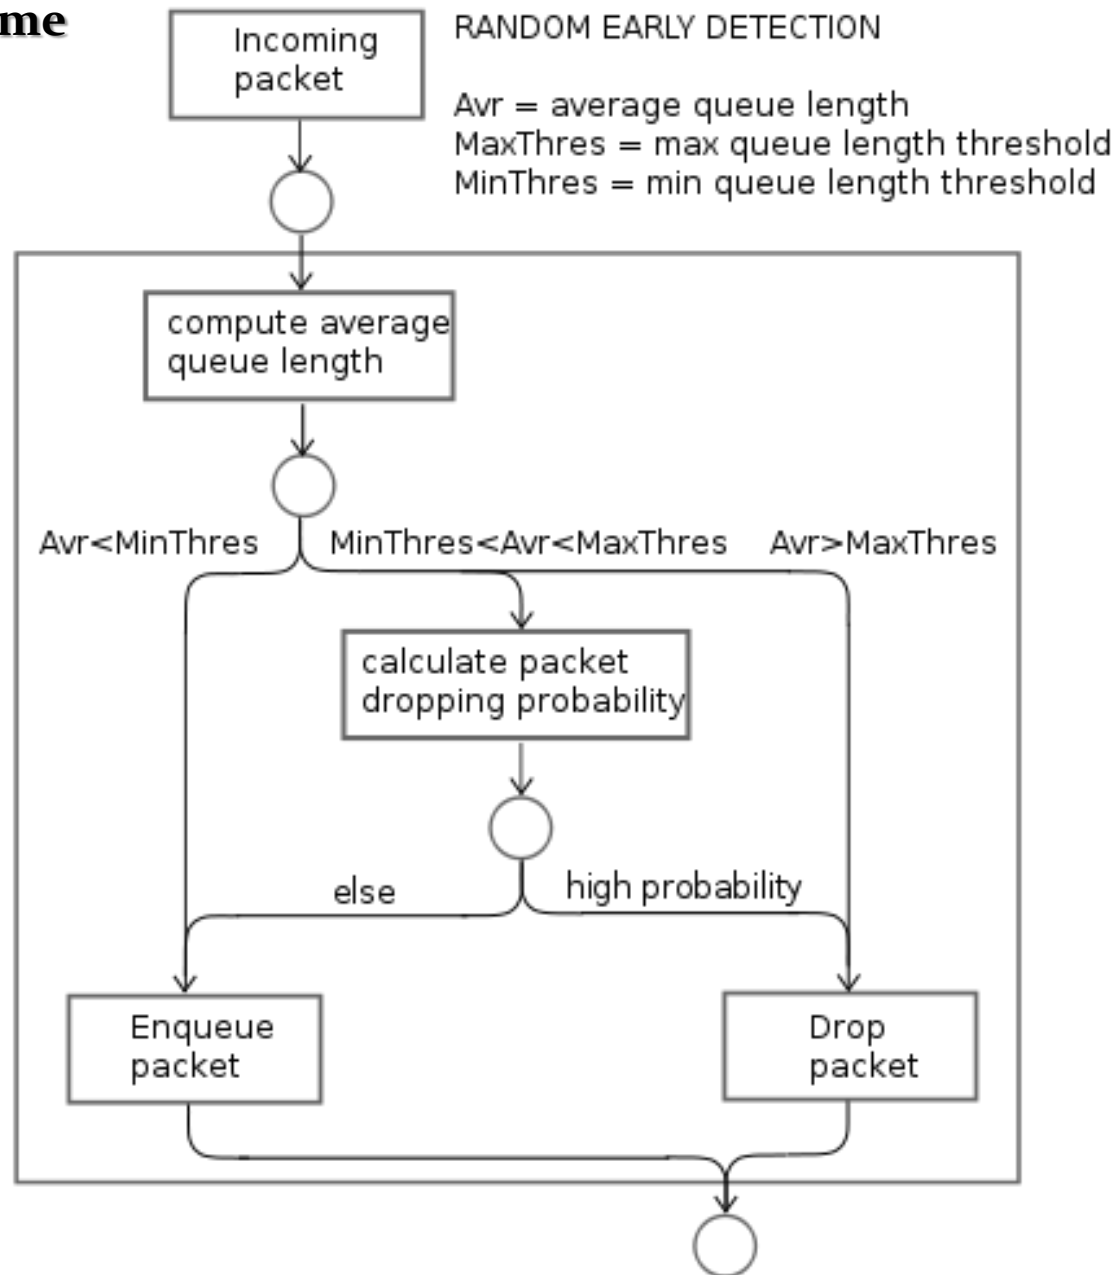 me
Incoming
packet
RANDOM EARLY DETECTION
Avr = average queue length
MaxThres = max queue length threshold
MinThres = min queue length threshold
compute average
queue length
Avr<MinThres
MinThres<Avr<MaxThres
Avr>MaxThres
calculate packet
dropping probability
else
high probability
Enqueue
packet
Drop
packet